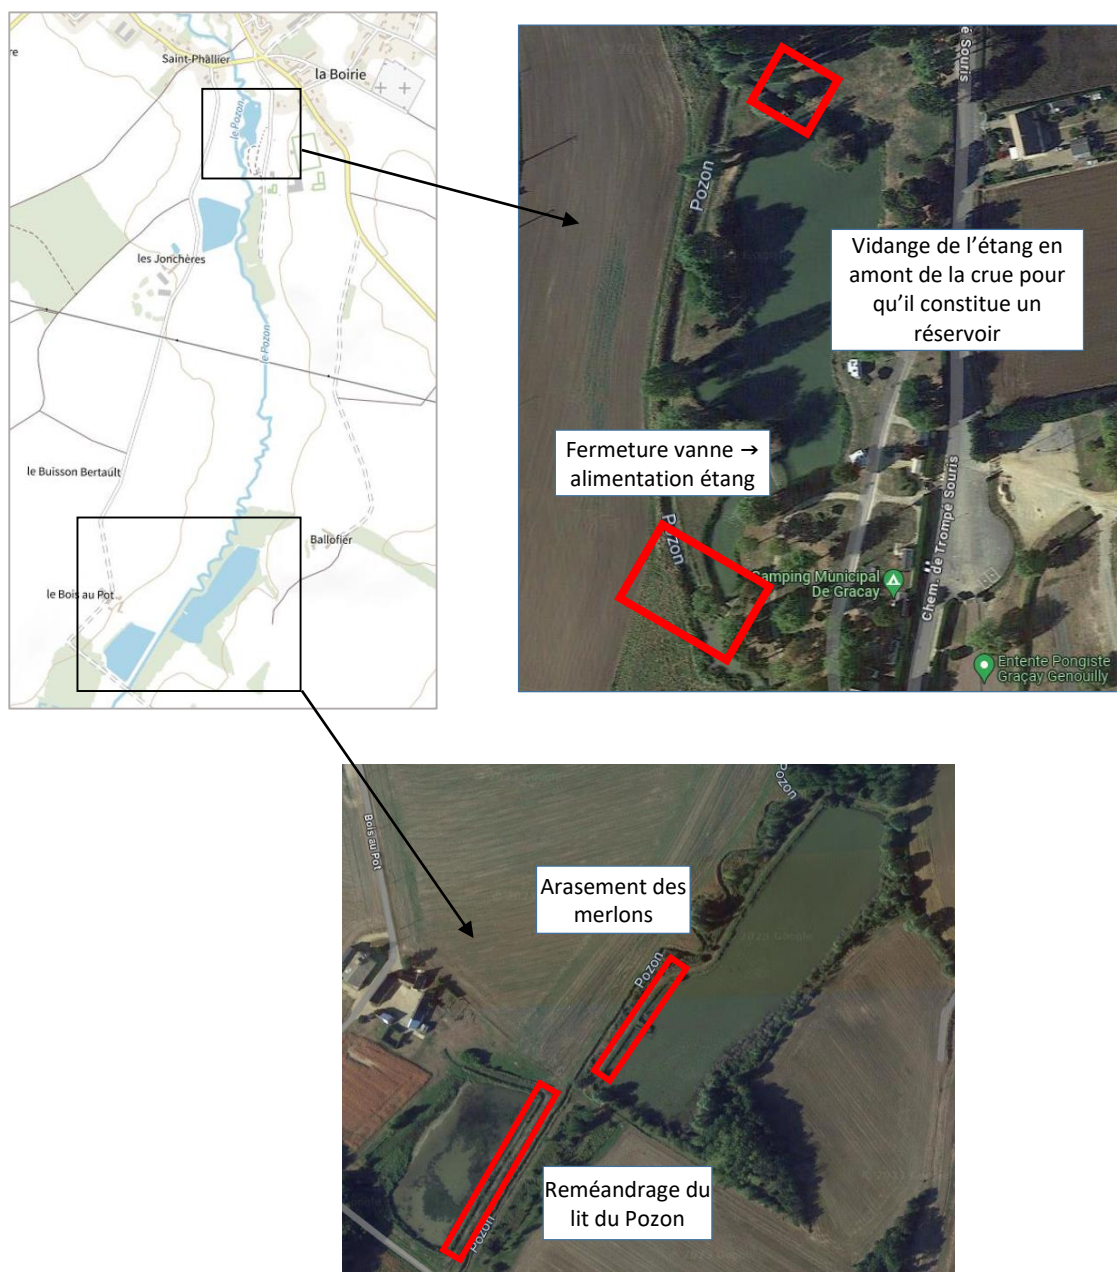 re
Saint-Phallier
la Boirie
le Pozon
les Jonchères
le Pozon
le Buisson Bertault
Ballofier
le Bois au Pot
é Souris
Pozon
Vidange de l’étang en
amont de la crue pour
qu’il constitue un
réservoir
Fermeture vanne →
alimentation étang
Pozon
Camping Municipal
De Graçay
Chem. de Trompe Souris
Entente Pongiste
Graçay Genouilly
Bois au Pot
ozon
Arasement des
merlons
Pozon
Reméandrage du
lit du Pozon
Pozon